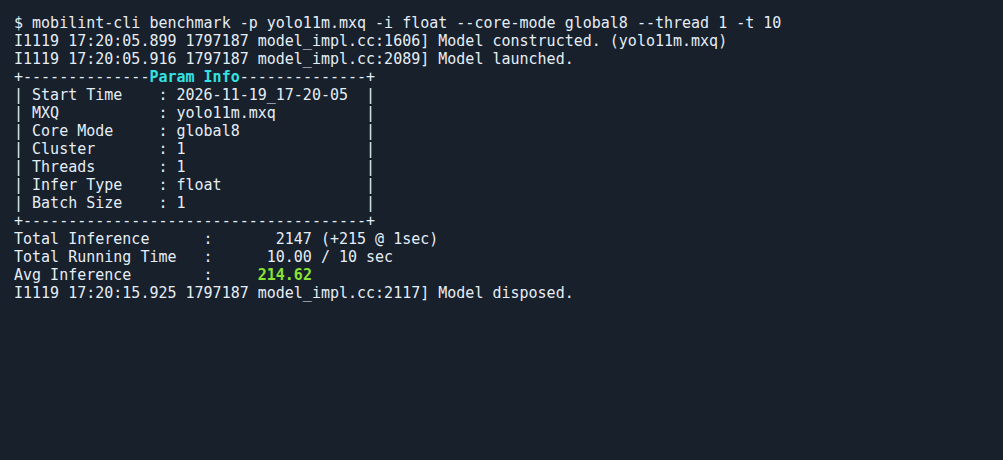 $ mobilint-cli benchmark -p yolo11m.mxq -i float --core-mode global8 --thread 1 -t 10
I1119 17:20:05.899 1797187 model_impl.cc:1606] Model constructed. (yolo11m.mxq)
I1119 17:20:05.916 1797187 model_impl.cc:2089] Model launched.
+--------------Param Info--------------+
| Start Time    : 2026-11-19_17-20-05  |
| MXQ           : yolo11m.mxq          |
| Core Mode     : global8              |
| Cluster       : 1                    |
| Threads       : 1                    |
| Infer Type    : float                |
| Batch Size    : 1                    |
+--------------------------------------+
Total Inference      :       2147 (+215 @ 1sec)
Total Running Time   :      10.00 / 10 sec
Avg Inference        :     214.62
I1119 17:20:15.925 1797187 model_impl.cc:2117] Model disposed.